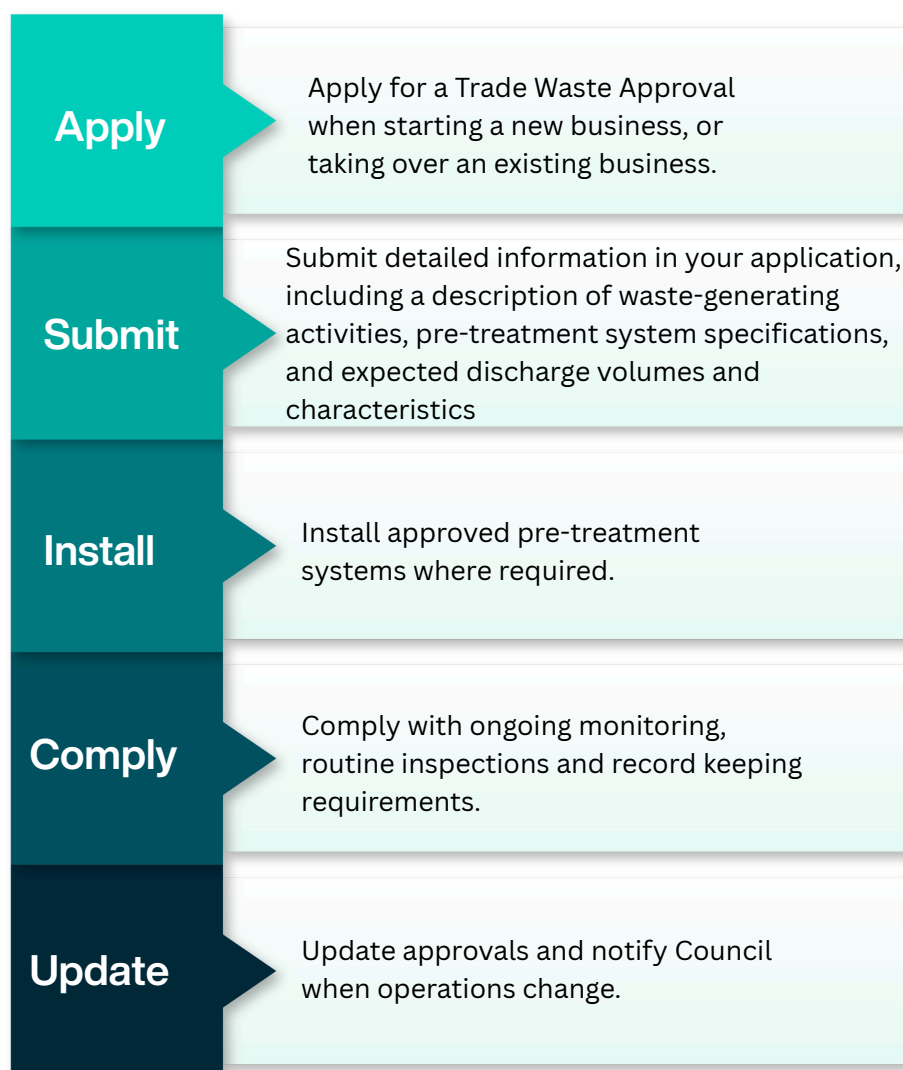 Apply
Apply for a Trade Waste Approval
when starting a new business, or
taking over an existing business.
Submit
Submit detailed information in your application,
including a description of waste-generating
activities, pre-treatment system specifications,
and expected discharge volumes and
characteristics
Install
Install approved pre-treatment
systems where required.
Comply
Comply with ongoing monitoring,
routine inspections and record keeping
requirements.
Update
Update approvals and notify Council
when operations change.